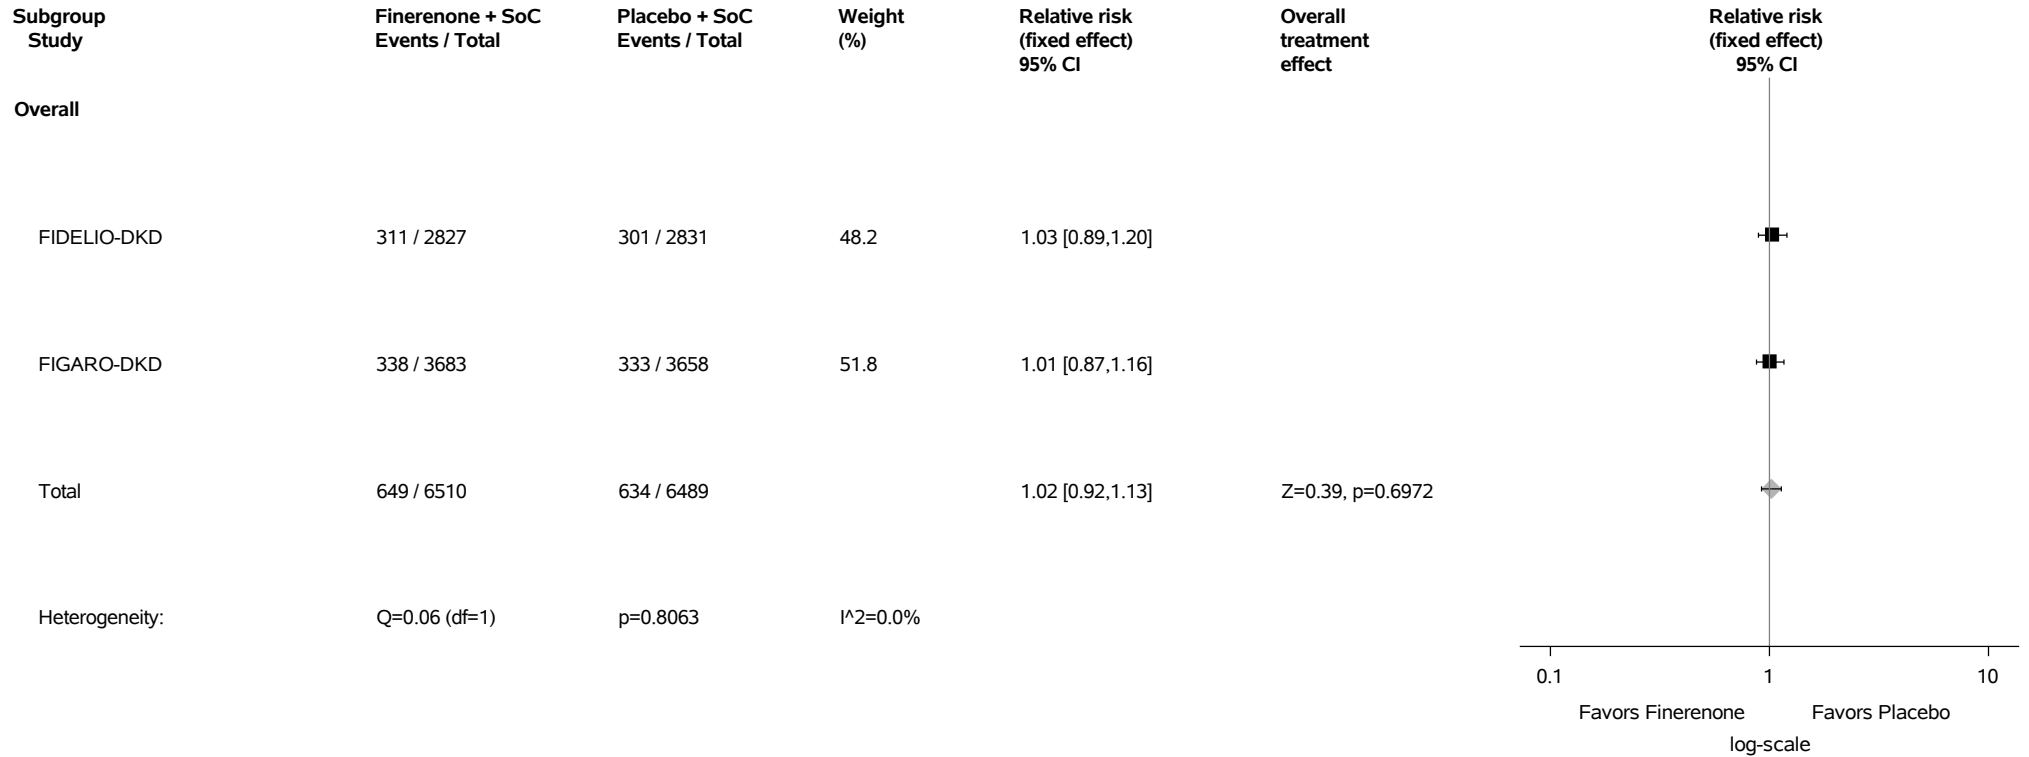 Subgroup Finerenone + SoC Placebo + SoC Weight Relative risk Overall Relative risk
Study Events / Total Events / Total (%) (fixed effect) treatment (fixed effect)
95% CI effect 95% CI
Overall
FIDELIO-DKD 311 / 2827 301 / 2831 48.2 1.03 [0.89,1.20]
FIGARO-DKD 338 / 3683 333 / 3658 51.8 1.01 [0.87,1.16]
Total 649 / 6510 634 / 6489 1.02 [0.92,1.13] Z=0.39, p=0.6972
Heterogeneity: Q=0.06 (df=1) p=0.8063 I^2=0.0%
0.1 1 10
Favors Finerenone Favors Placebo
log-scale